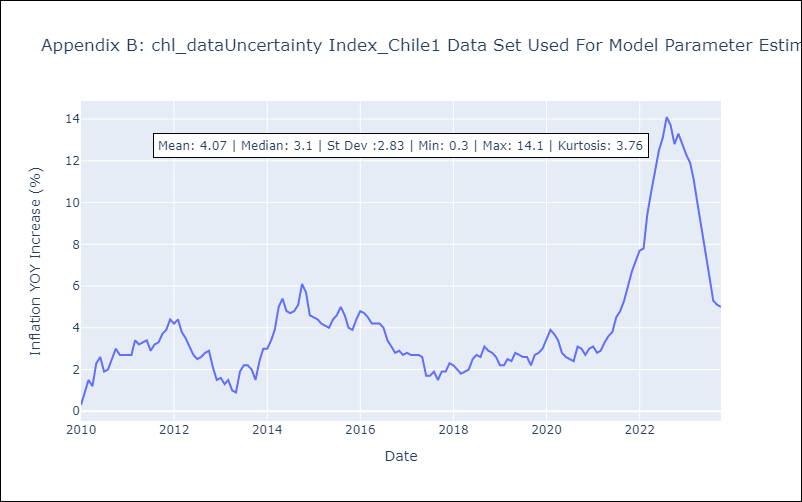 Appendix B: chl_dataUncertainty Index_Chile1 Data Set Used For Model Parameter Estim
Mean: 4.07 | Median: 3.1 | St Dev :2.83 | Min: 0.3 | Max: 14.1 | Kurtosis: 3.76
Inflation YOY Increase (%)
14
12
10
8
6
4
2
0
2010 2012 2014 2016 2018 2020 2022
Date